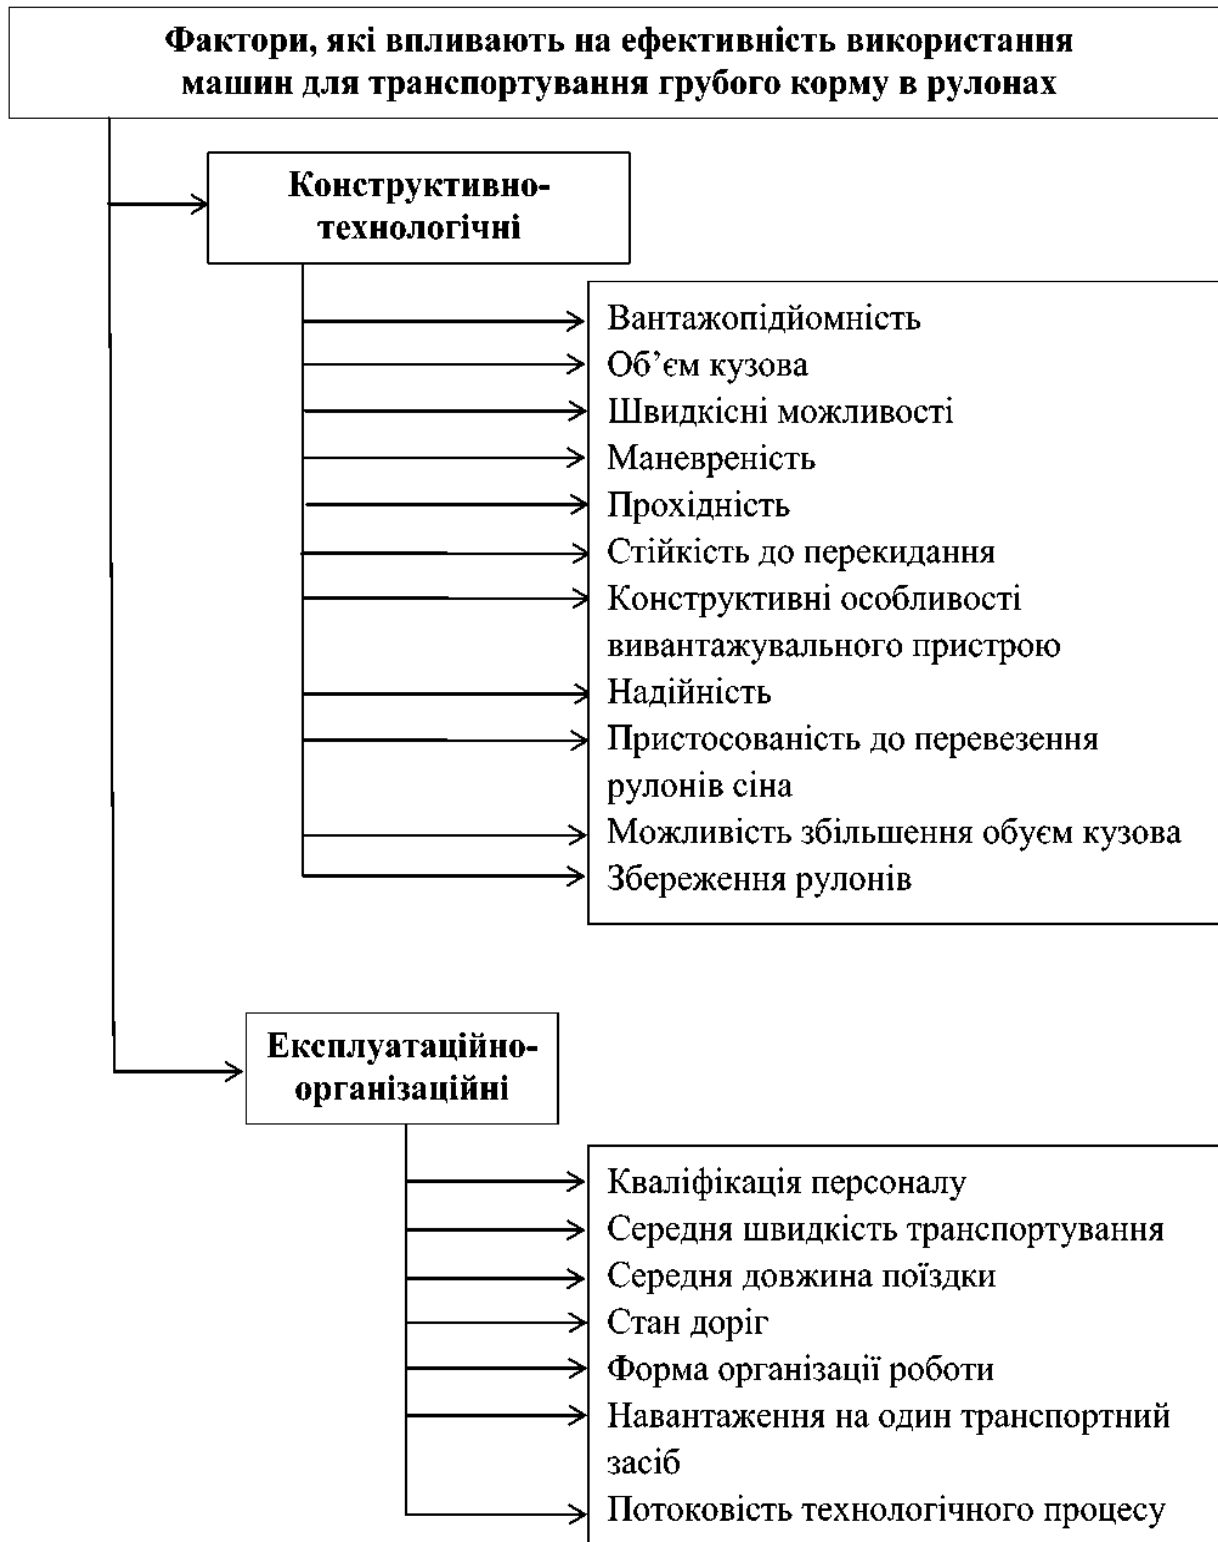 Фактори, які впливають на ефективність використання
машин для транспортування грубого корму в рулонах
Конструктивно-
технологічні
Вантажопідйомність
Об’єм кузова
Швидкісні можливості
Маневреність
Прохідність
Стійкість до перекидання
Конструктивні особливості
вивантажувального пристрою
Надійність
Пристосованість до перевезення
рулонів сіна
Можливість збільшення обуєм кузова
Збереження рулонів
Експлуатаційно-
організаційні
Кваліфікація персоналу
Середня швидкість транспортування
Середня довжина поїздки
Стан доріг
Форма організації роботи
Навантаження на один транспортний
засіб
Потоковість технологічного процесу